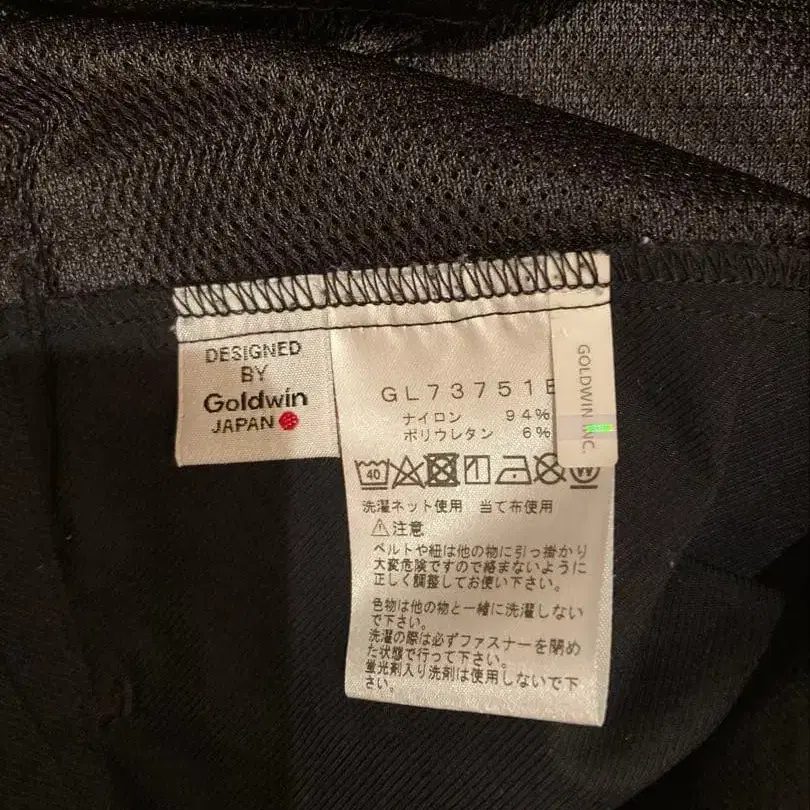 DESIGNED
BY
Goldwin
JAPAN
GL73751E
ナイロン 94%
ポリウレタン 6%
GOLDWIN INC.
40
W
洗濯ネット使用 当て布使用
注意
ベルトや紐は他の物に引っ掛かり
大変危険ですので絡まないように
正しく調整してお使い下さい。
色物は他の物と一緒に洗濯しない
で下さい。
洗濯の際は必ずファスナーを閉め
た状態で行って下さい。
蛍光剤入り洗剤は使用しないで下
さい。